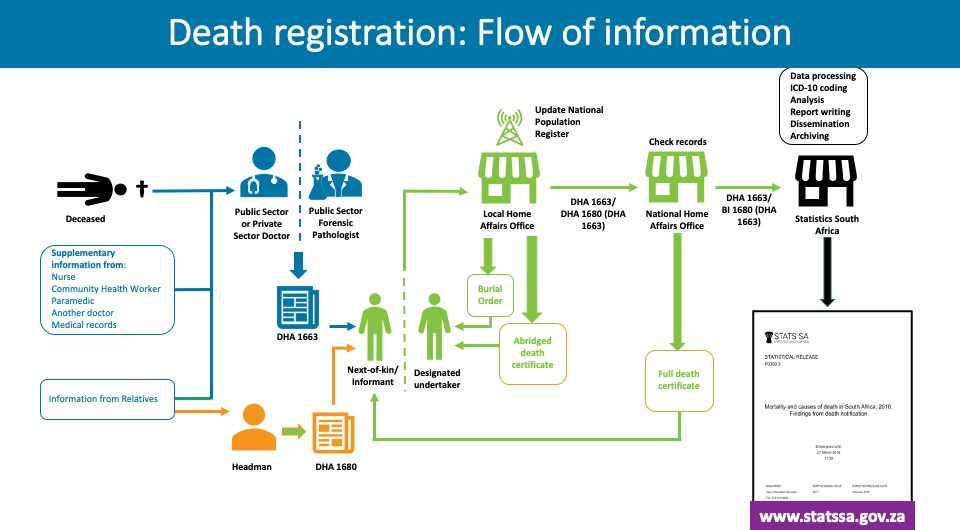 Death registration: Flow of information
Data processing
ICD-10 coding
Analysis
Report writing
Dissemination
Archiving
Update National
Population
Register
Check records
Deceased
Public Sector
or Private
Sector Doctor
Public Sector
Forensic
Pathologist
Local Home
Affairs Office
DHA 1663/
DHA 1680 (DHA
1663)
National Home
Affairs Office
DHA 1663/
BI 1680 (DHA
1663)
Statistics South
Africa
Supplementary
information from:
Nurse
Community Health Worker
Paramedic
Another doctor
Medical records
DHA 1663
Burial
Order
Abridged
death
certificate
Next-of-kin/
Informant
Designated
undertaker
Full death
certificate
Information from Relatives
Headman
DHA 1680
STATS SA
STATISTICAL RELEASE
P0309.3
Mortality and causes of death in South Africa, 2016:
Findings from death notification
Embargoed until:
27 March 2018
11:30
www.statssa.gov.za